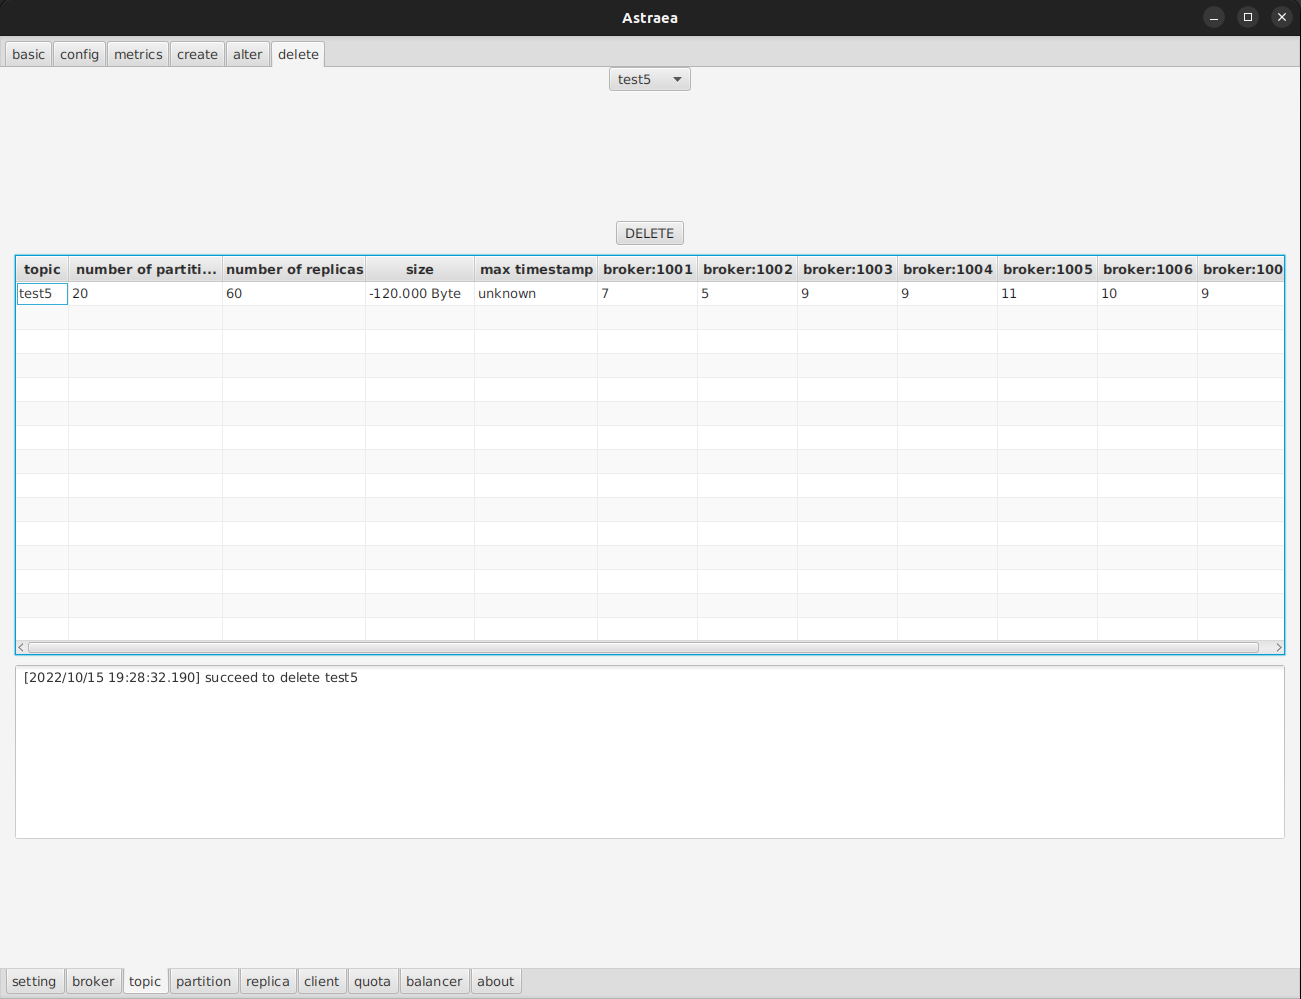 Astraea
basic config metrics create alter delete
test5
DELETE
topic number of partiti... number of replicas size max timestamp broker:1001 broker:1002 broker:1003 broker:1004 broker:1005 broker:1006 broker:100
test5 20 60 -120.000 Byte unknown 7 5 9 9 11 10 9
[2022/10/15 19:28:32.190] succeed to delete test5
setting broker topic partition replica client quota balancer about